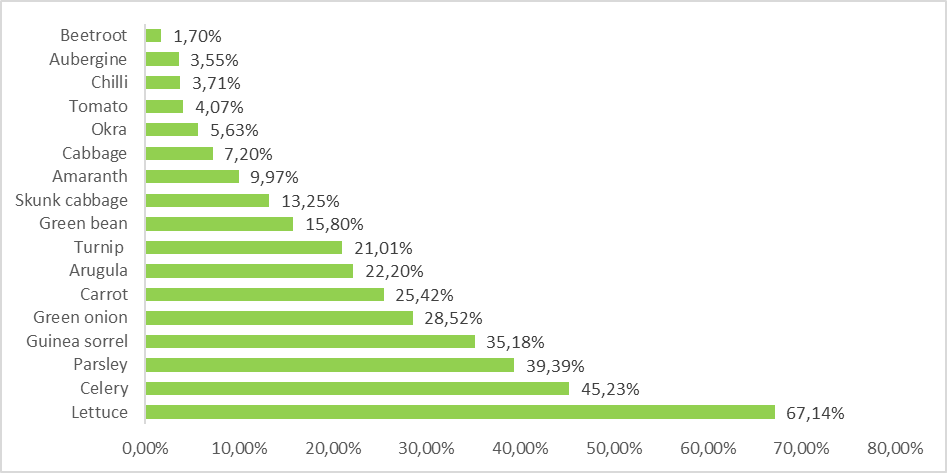 Beetroot 1,70%
Aubergine 3,55%
Chilli 3,71%
Tomato 4,07%
Okra 5,63%
Cabbage 7,20%
Amaranth 9,97%
Skunk cabbage 13,25%
Green bean 15,80%
Turnip 21,01%
Arugula 22,20%
Carrot 25,42%
Green onion 28,52%
Guinea sorrel 35,18%
Parsley 39,39%
Celery 45,23%
Lettuce 67,14%
0,00% 10,00% 20,00% 30,00% 40,00% 50,00% 60,00% 70,00% 80,00%